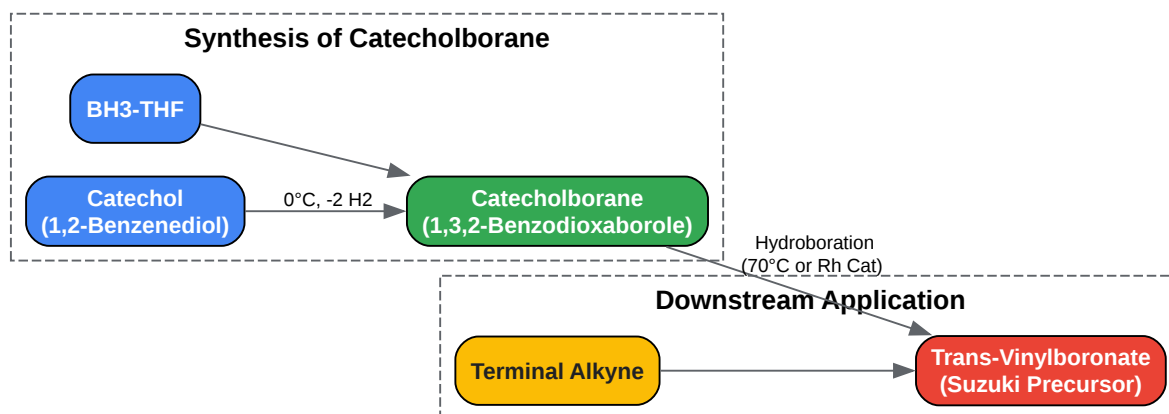 Synthesis of Catecholborane
BH3-THF
Catechol
(1,2-Benzenediol)
0°C, -2 H2
Catecholborane
(1,3,2-Benzodioxaborole)
Hydroboration
(70°C or Rh Cat)
Downstream Application
Terminal Alkyne
Trans-Vinylboronate
(Suzuki Precursor)